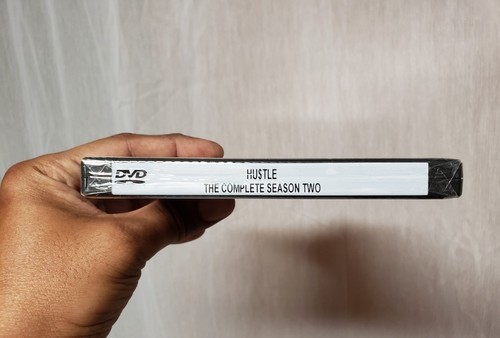 DVD
HUSTLE
THE COMPLETE SEASON TWO